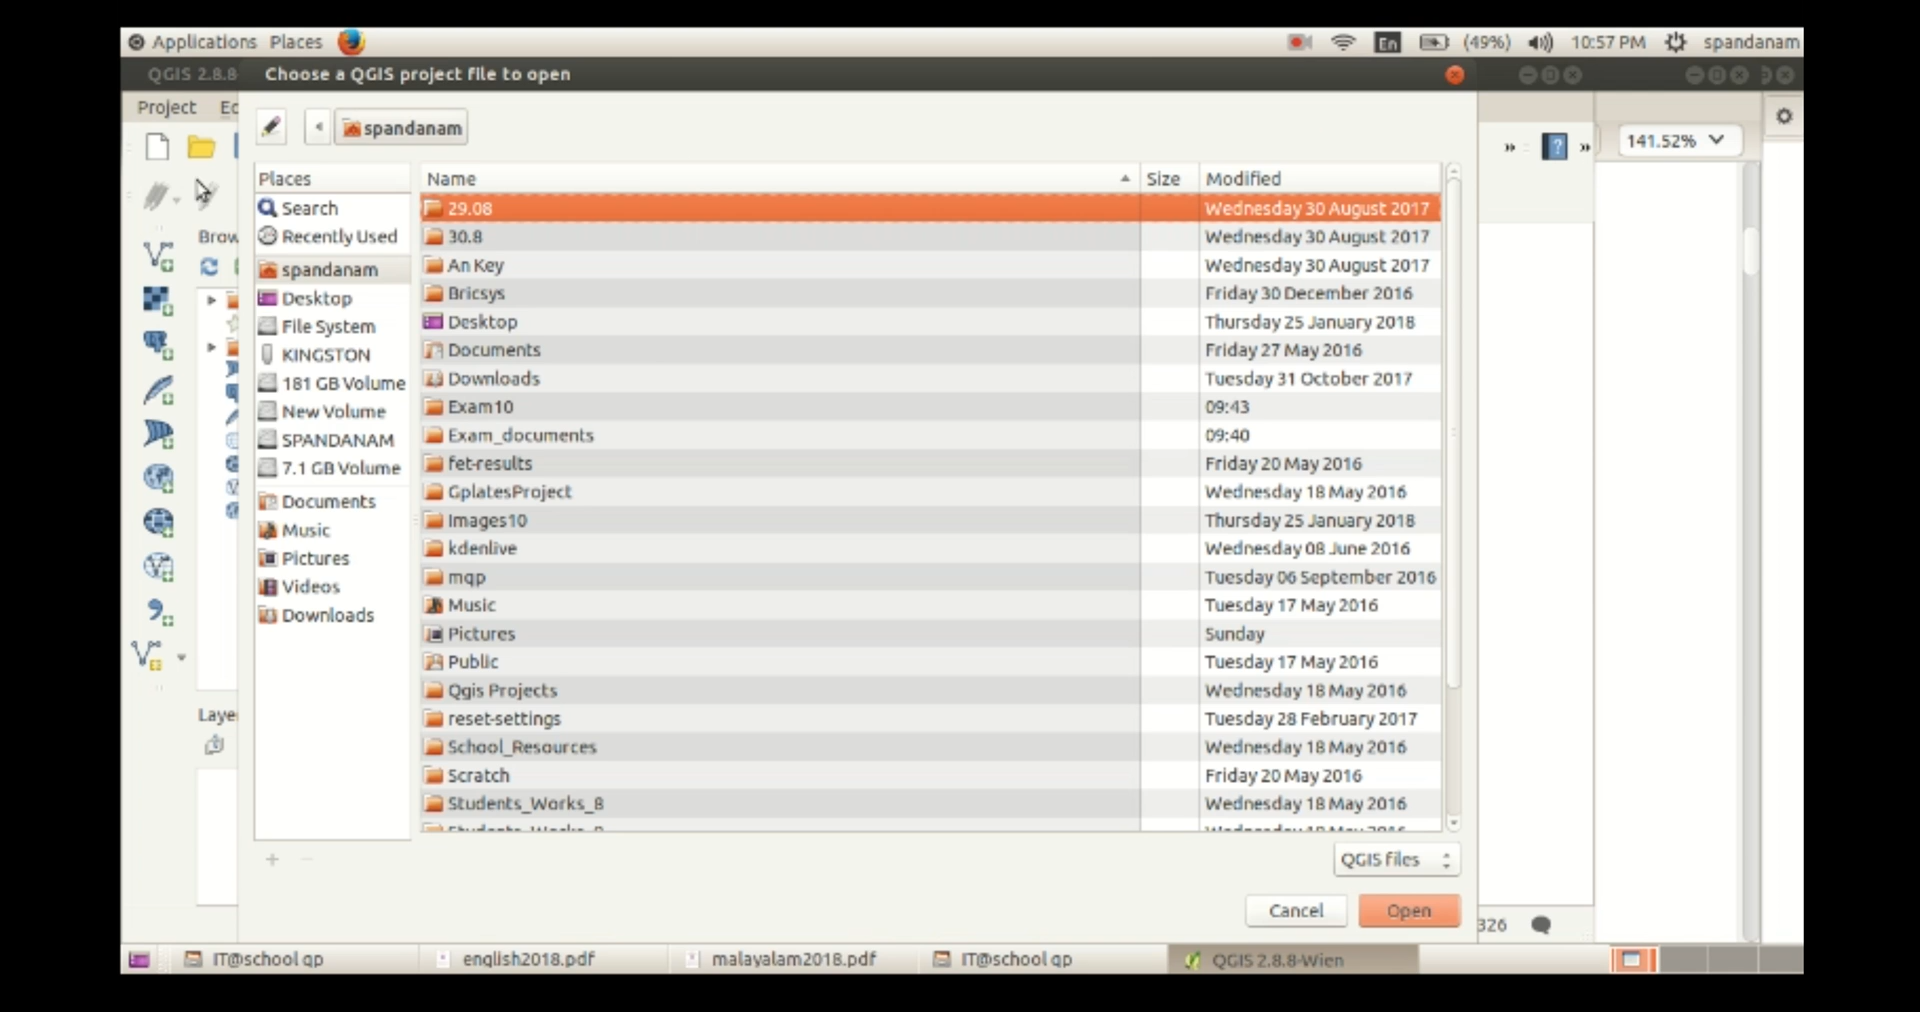 Applications Places
En (49%) 10:57 PM spandanam
QGIS 2.8.8
Choose a QGIS project file to open
Project Ed
spandanam
141.52%
Places
Search
Recently Used
spandanam
Desktop
File System
KINGSTON
181 GB Volume
New Volume
SPANDANAM
7.1 GB Volume
Documents
Music
Pictures
Videos
Downloads
Name Size Modified
29.08 Wednesday 30 August 2017
30.8 Wednesday 30 August 2017
An Key Wednesday 30 August 2017
Bricsys Friday 30 December 2016
Desktop Thursday 25 January 2018
Documents Friday 27 May 2016
Downloads Tuesday 31 October 2017
Exam10 09:43
Exam_documents 09:40
fet-results Friday 20 May 2016
GplatesProject Wednesday 18 May 2016
Images10 Thursday 25 January 2018
kdenlive Wednesday 08 June 2016
mqp Tuesday 06 September 2016
Music Tuesday 17 May 2016
Pictures Sunday
Public Tuesday 17 May 2016
Qgis Projects Wednesday 18 May 2016
reset-settings Tuesday 28 February 2017
School_Resources Wednesday 18 May 2016
Scratch Friday 20 May 2016
Students_Works_8 Wednesday 18 May 2016
Brow
Laye
QGIS files
Cancel Open
326
IT@school qp
english2018.pdf
malayalam2018.pdf
IT@school qp
QGIS 2.8.8-Wien